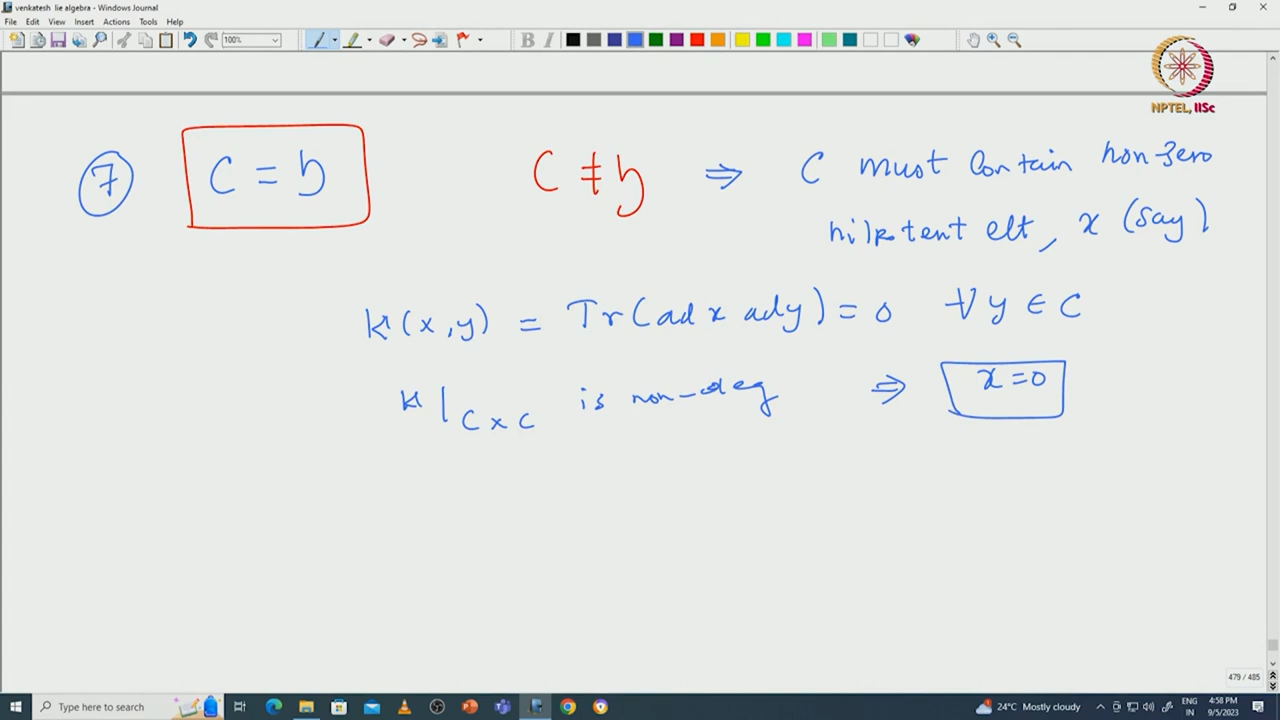 venkatesh lie algebra - Windows Journal
File Edit View Insert Actions Tools Help
100%
B I
NPTEL, IISc
⑦ C = h C ≠ h ⇒ C must contain non-zero
nilpotent elt, x (say)
κ(x,y) = Tr(ad x ad y) = 0 ∀ y ∈ C
κ|C×C is non-deg ⇒ x = 0
479 / 485
Type here to search
24°C Mostly cloudy
ENG
IN
4:58 PM
9/5/2023